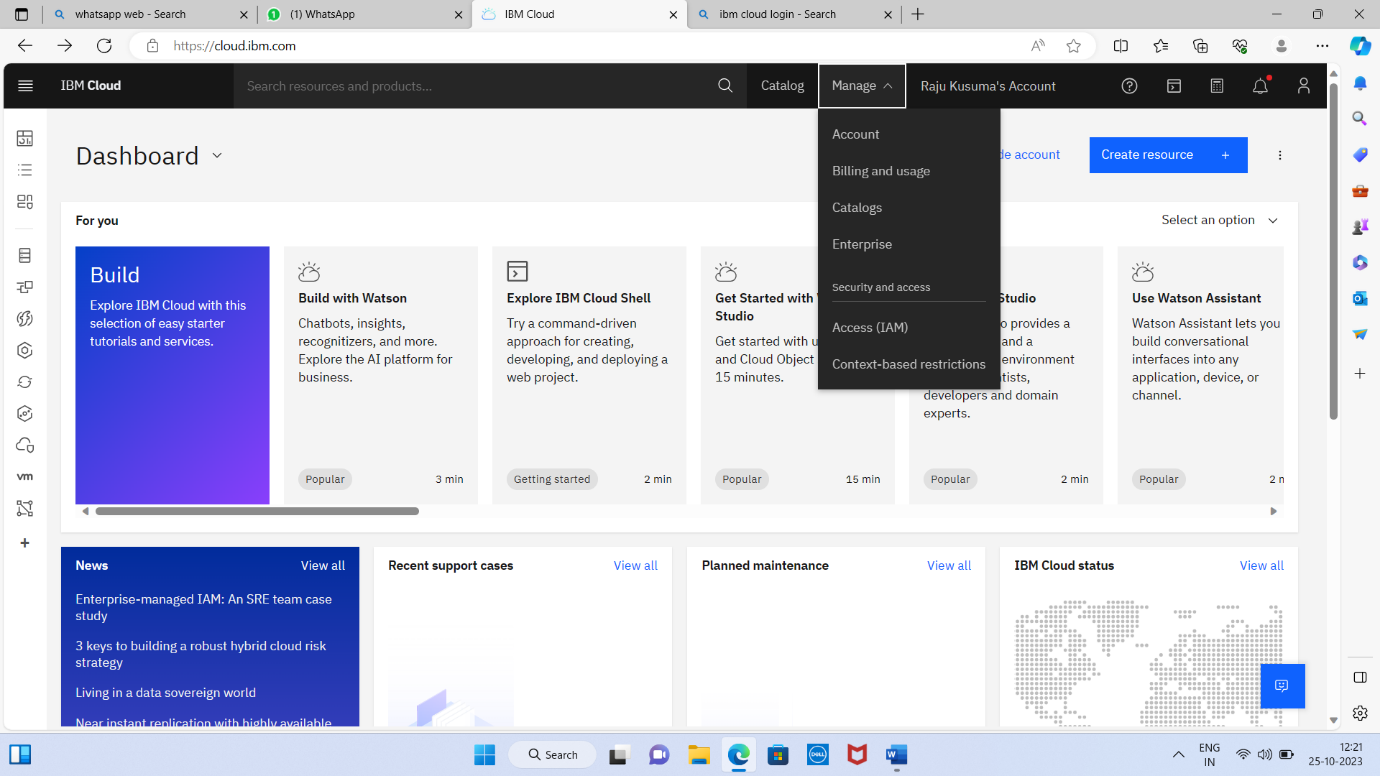 whatsapp web - Search
(1) WhatsApp
IBM Cloud
ibm cloud login - Search
https://cloud.ibm.com
IBM Cloud
Search resources and products...
Catalog
Manage
Raju Kusuma's Account
Dashboard
Account
Billing and usage
Catalogs
Enterprise
Security and access
Access (IAM)
Context-based restrictions
de account
Create resource +
For you
Select an option
Build
Explore IBM Cloud with this
selection of easy starter
tutorials and services.
Build with Watson
Chatbots, insights,
recognizers, and more.
Explore the AI platform for
business.
Popular
3 min
Explore IBM Cloud Shell
Try a command-driven
approach for creating,
developing, and deploying a
web project.
Getting started
2 min
Get Started with
Studio
Get started with
and Cloud Object
15 minutes.
Popular
15 min
Studio
provides a
and a
environment
developers and domain
experts.
Popular
2 min
Use Watson Assistant
Watson Assistant lets you
build conversational
interfaces into any
application, device, or
channel.
Popular
2
vm
News
View all
Enterprise-managed IAM: An SRE team case
study
3 keys to building a robust hybrid cloud risk
strategy
Living in a data sovereign world
Near instant replication with highly available
Recent support cases
View all
Planned maintenance
View all
IBM Cloud status
View all
Search
DELL
ENG
IN
12:21
25-10-2023